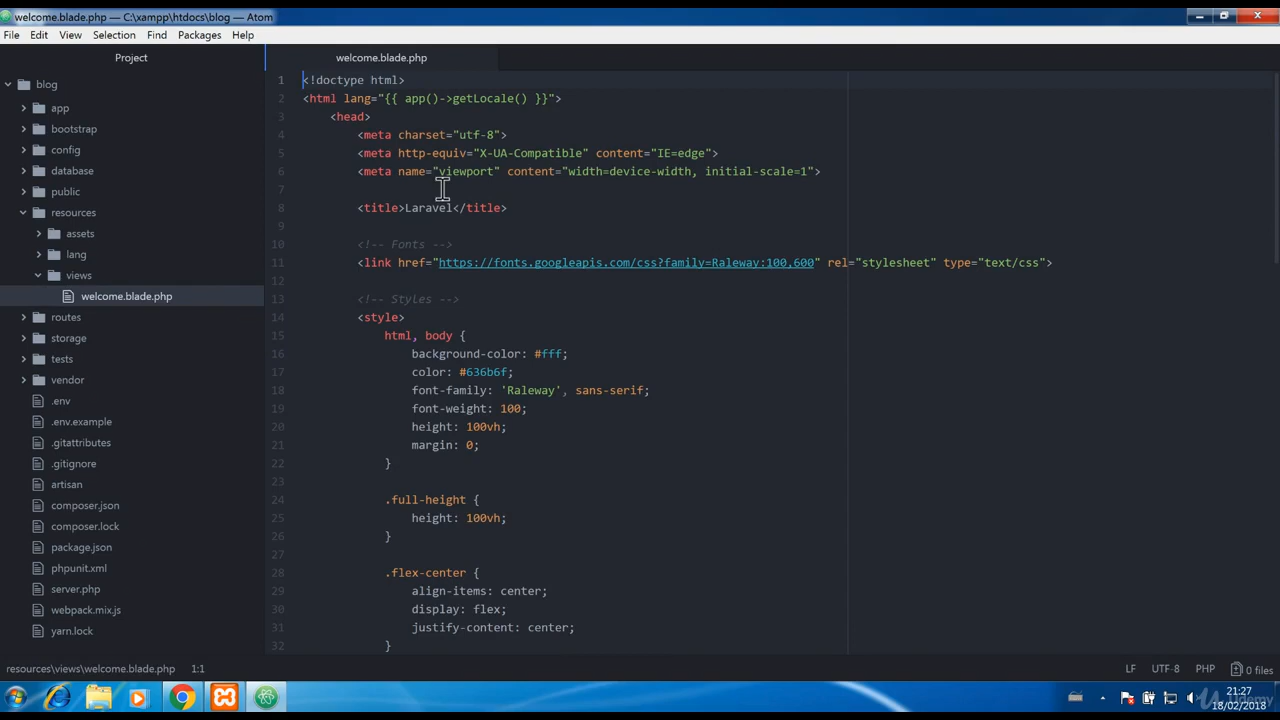 welcome.blade.php — C:\xampp\htdocs\blog — Atom
File Edit View Selection Find Packages Help
Project
blog
app
bootstrap
config
database
public
resources
assets
lang
views
welcome.blade.php
routes
storage
tests
vendor
.env
.env.example
.gitattributes
.gitignore
artisan
composer.json
composer.lock
package.json
phpunit.xml
server.php
webpack.mix.js
yarn.lock
welcome.blade.php
1 <!doctype html>
2 <html lang="{{ app()->getLocale() }}">
3 <head>
4 <meta charset="utf-8">
5 <meta http-equiv="X-UA-Compatible" content="IE=edge">
6 <meta name="viewport" content="width=device-width, initial-scale=1">
7
8 <title>Laravel</title>
9
10 <!-- Fonts -->
11 <link href="https://fonts.googleapis.com/css?family=Raleway:100,600" rel="stylesheet" type="text/css">
12
13 <!-- Styles -->
14 <style>
15 html, body {
16 background-color: #fff;
17 color: #636b6f;
18 font-family: 'Raleway', sans-serif;
19 font-weight: 100;
20 height: 100vh;
21 margin: 0;
22 }
23
24 .full-height {
25 height: 100vh;
26 }
27
28 .flex-center {
29 align-items: center;
30 display: flex;
31 justify-content: center;
32 }
resources\views\welcome.blade.php 1:1
LF UTF-8 PHP 0 files
21:27
18/02/2018
Udemy